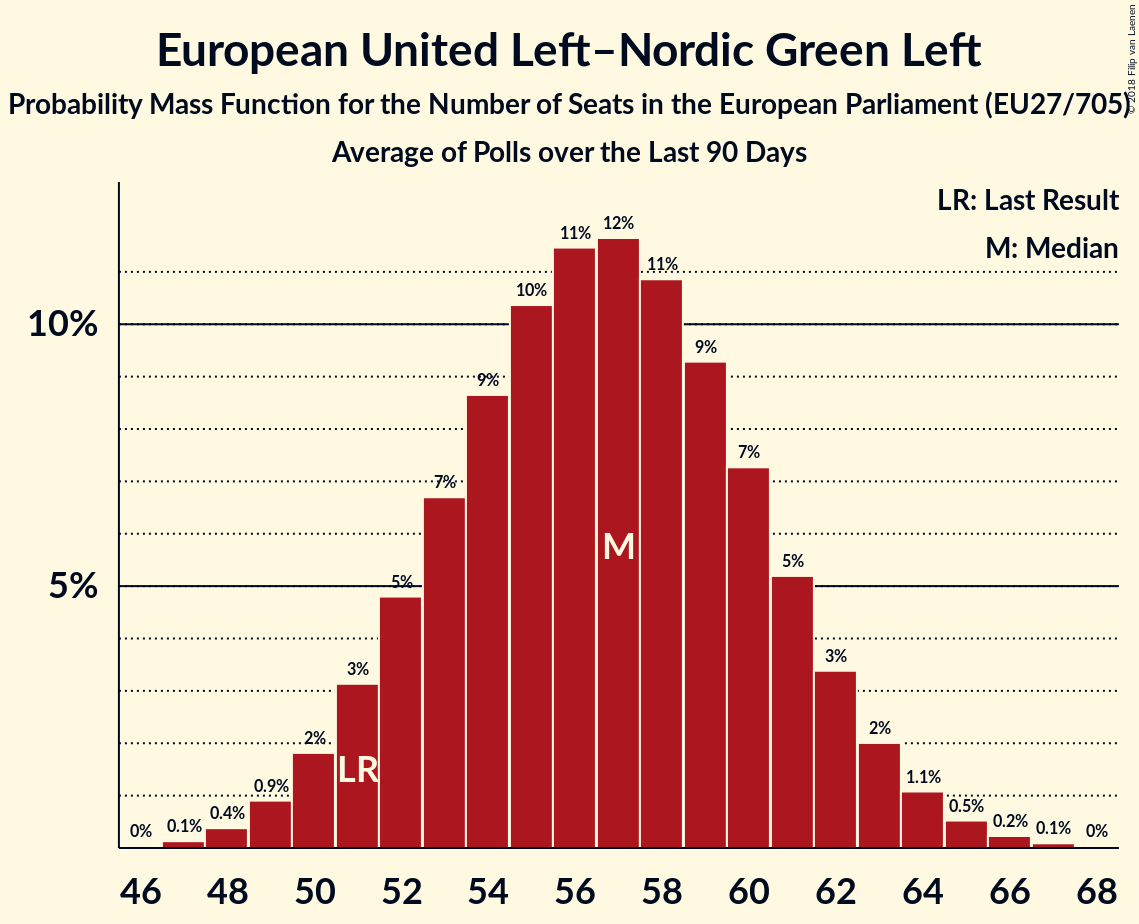 European United Left–Nordic Green Left
Probability Mass Function for the Number of Seats in the European Parliament (EU27/705)
Average of Polls over the Last 90 Days
© 2018 Filip van Laenen
LR: Last Result
M: Median
10%
5%
0%
0.1%
0.4%
0.9%
2%
3%
5%
7%
9%
10%
11%
12%
11%
9%
7%
5%
3%
2%
1.1%
0.5%
0.2%
0.1%
0%
LR
M
46 48 50 52 54 56 58 60 62 64 66 68